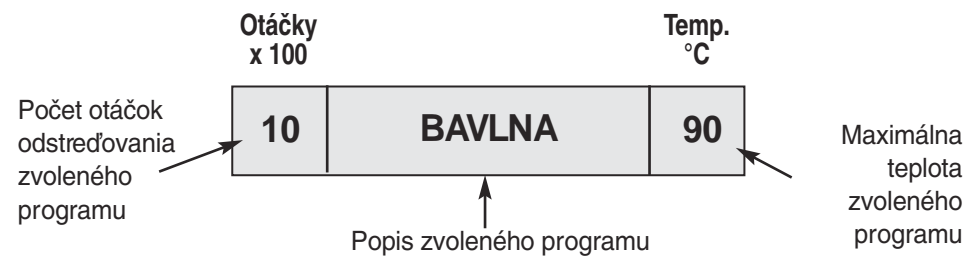 Otáčky
x 100
Temp.
°C
Počet otáčok
odstreďovania
zvoleného
programu
10
BAVLNA
90
Maximálna
teplota
zvoleného
programu
Popis zvoleného programu